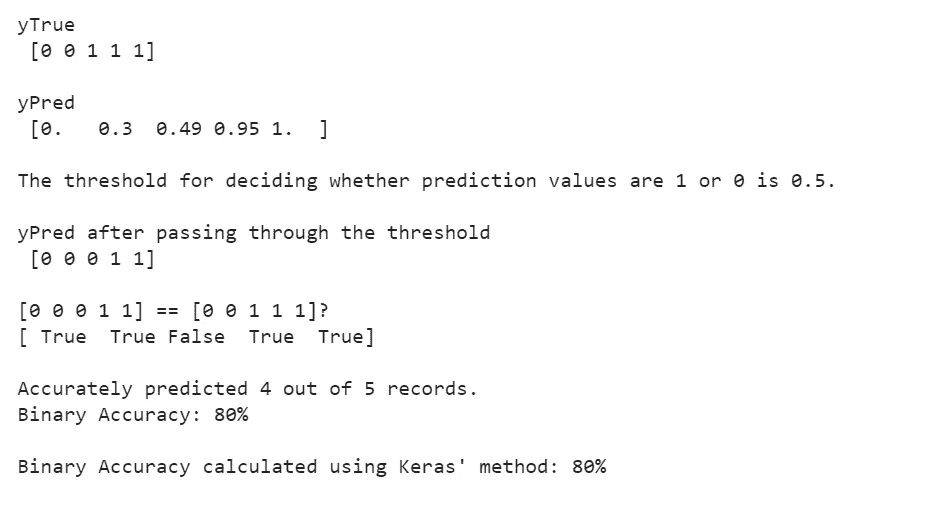 yTrue
[0 0 1 1 1]
yPred
[0.   0.3  0.49 0.95 1.  ]
The threshold for deciding whether prediction values are 1 or 0 is 0.5.
yPred after passing through the threshold
[0 0 0 1 1]
[0 0 0 1 1] == [0 0 1 1 1]?
[ True  True False  True  True]
Accurately predicted 4 out of 5 records.
Binary Accuracy: 80%
Binary Accuracy calculated using Keras' method: 80%